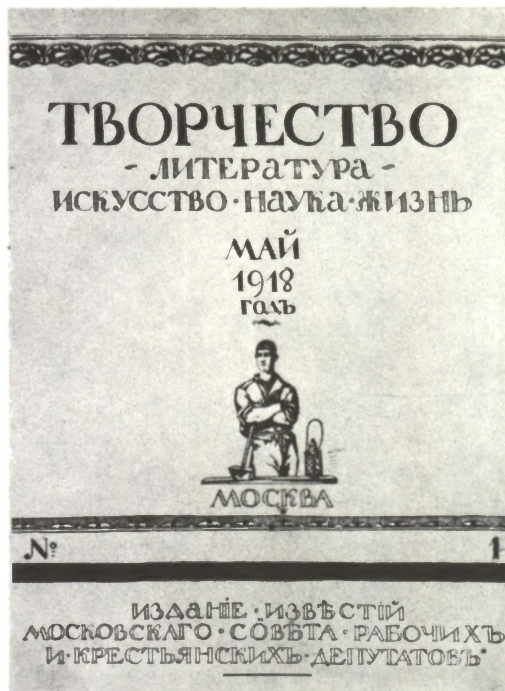 ТВОРЧЕСТВО
- ЛИТЕРАТУРА -
ИСКУССТВО · НАУКА · ЖИЗНЬ
МАЙ
1918
ГОДЪ
МОСКВА
№ 1
ИЗДАНІЕ · ИЗВѢСТІЙ
МОСКОВСКАГО · СОВѢТА · РАБОЧИХЪ
И · КРЕСТЬЯНСКИХЪ · ДЕПУТАТОВЪ"